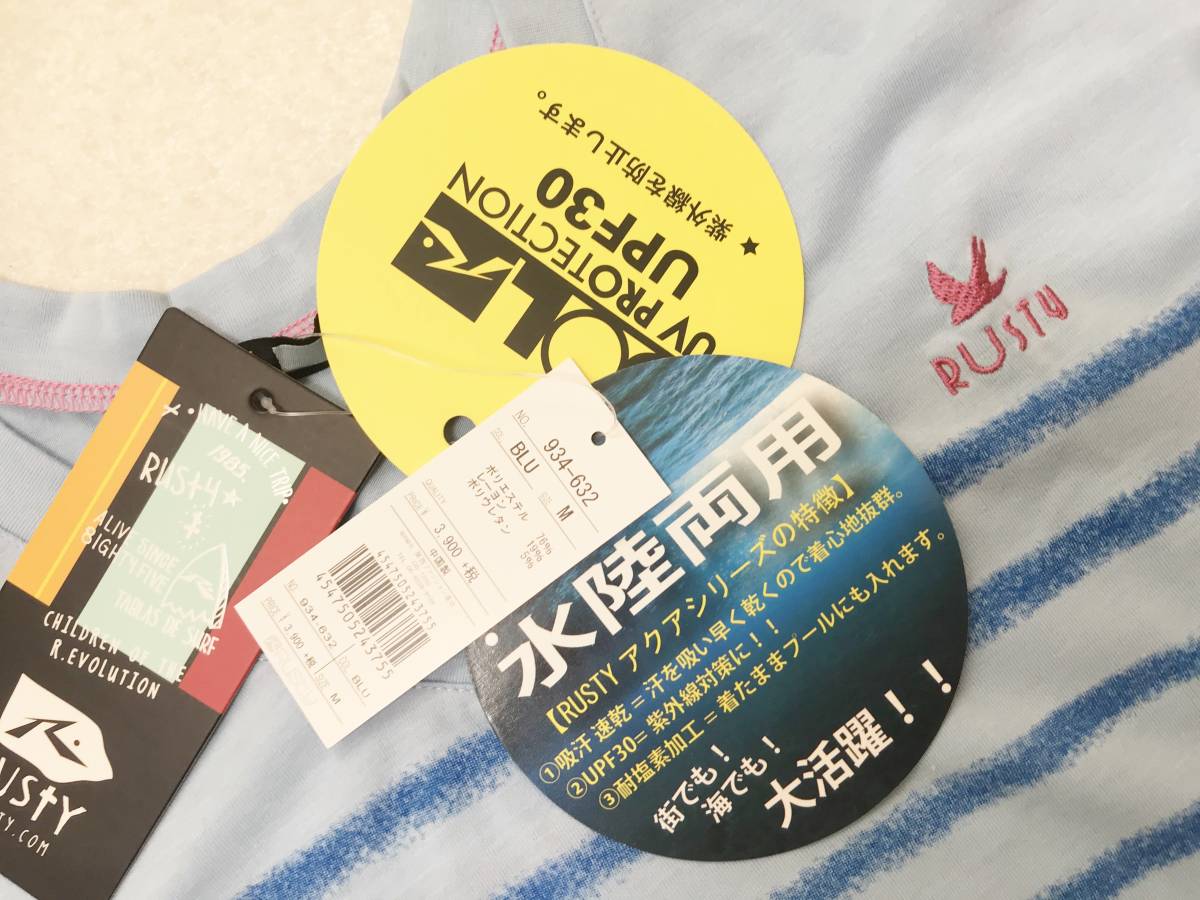 ★紫外線を防止します。
UPF30
UV PROTECTION
RUSTY
HAVE A NICE TRIP
1985.
RUSTY★
ALIVE SINCE
EIGHTY-FIVE
TABLAS DE SURF
CHILDREN OF THE
R.EVOLUTION
RUSTY
NO. 934-632
BLU M
ポリエステル 76%
レーヨン 19%
ポリウレタン 5%
QUALITY
中国製
PRICE ¥ 3,900 +税
4547505243755
4547505243755
NO. 934-632 BLU
PRICE ¥ 3,900 +税 SIZE M
水陸両用
【RUSTY アクアシリーズの特徴】
①吸汗 速乾 = 汗を吸い早く乾くので着心地抜群。
②UPF30= 紫外線対策に!!
③耐塩素加工 = 着たままプールにも入れます。
街でも!
海でも!
大活躍!!